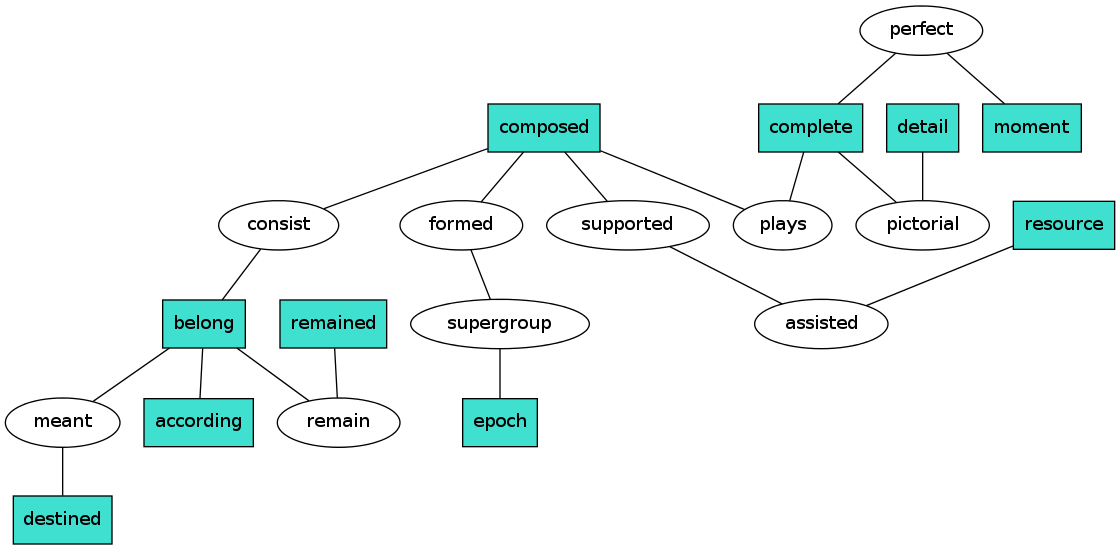 perfect
composed
complete
detail
moment
consist
formed
supported
plays
pictorial
resource
belong
remained
supergroup
assisted
meant
according
remain
epoch
destined